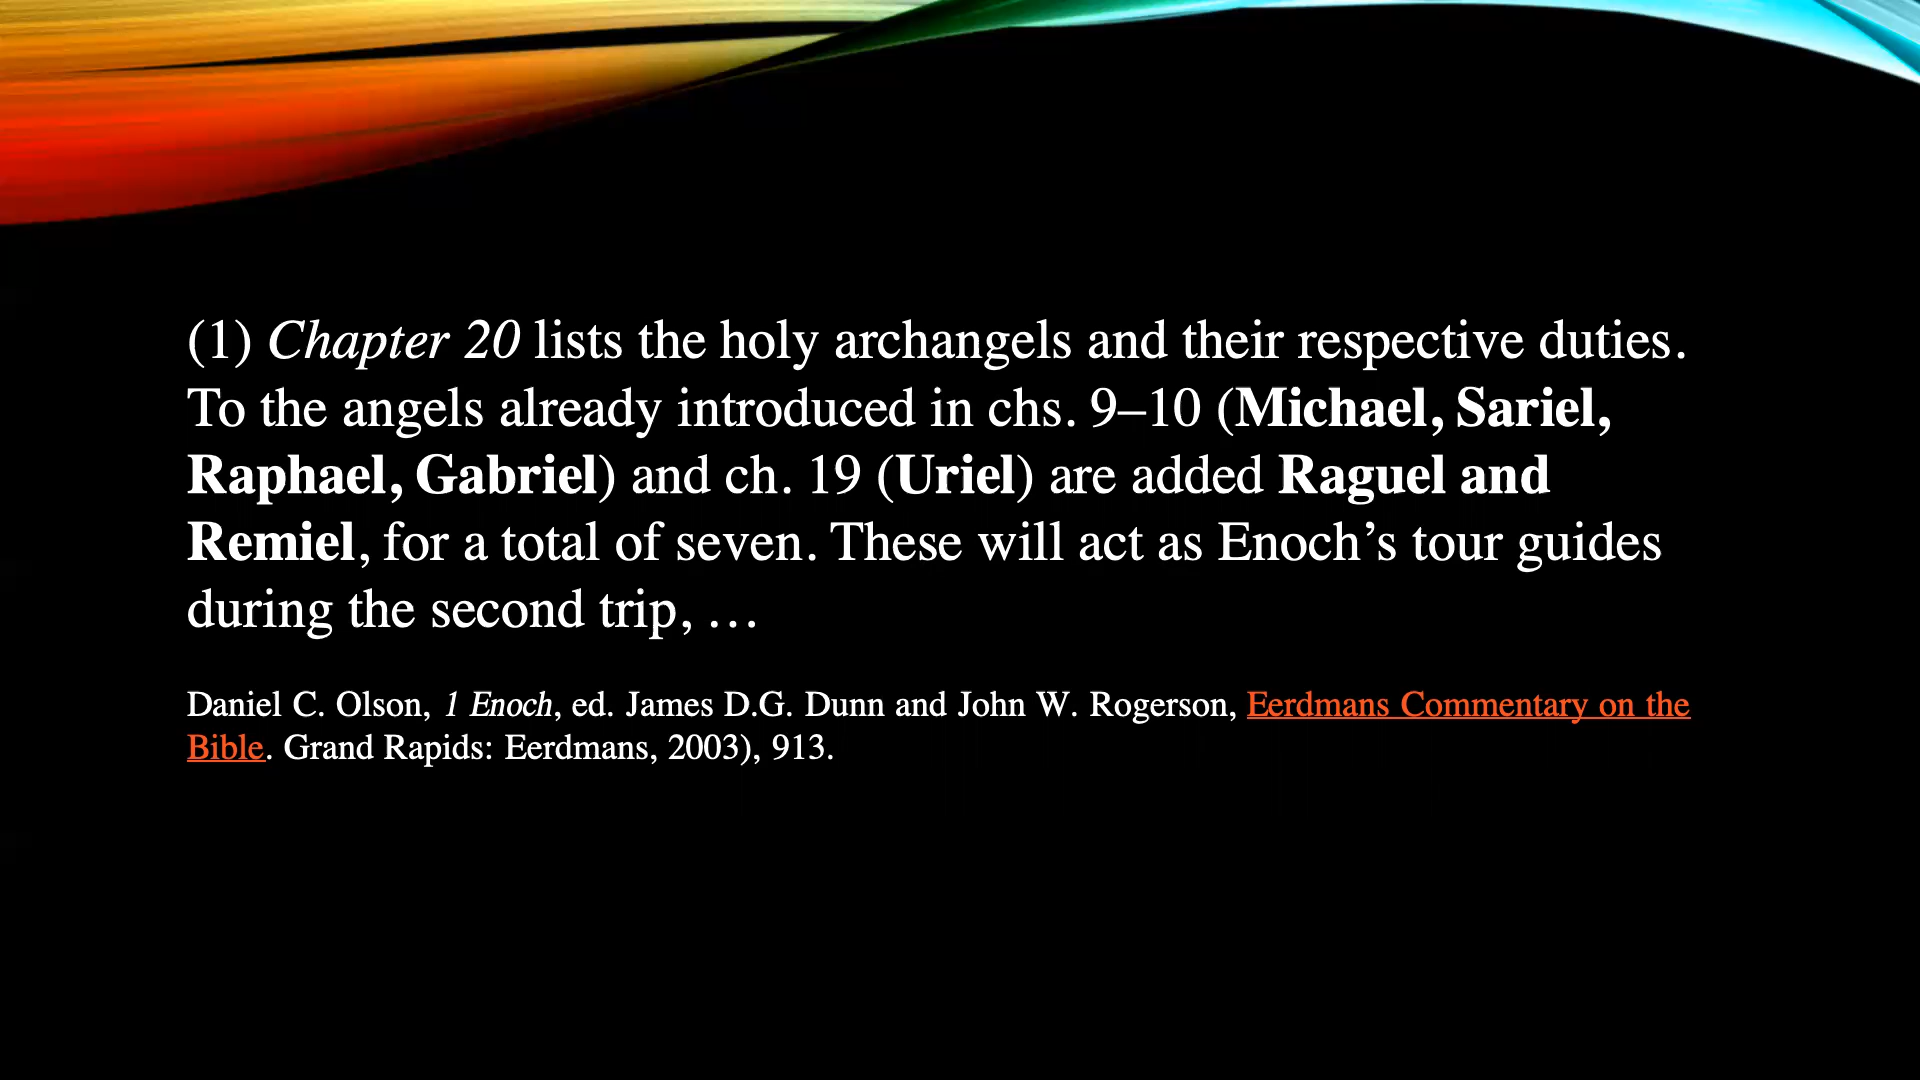 (1) Chapter 20 lists the holy archangels and their respective duties.
To the angels already introduced in chs. 9–10 (Michael, Sariel,
Raphael, Gabriel) and ch. 19 (Uriel) are added Raguel and
Remiel, for a total of seven. These will act as Enoch’s tour guides
during the second trip, …
Daniel C. Olson, 1 Enoch, ed. James D.G. Dunn and John W. Rogerson, Eerdmans Commentary on the
Bible. Grand Rapids: Eerdmans, 2003), 913.